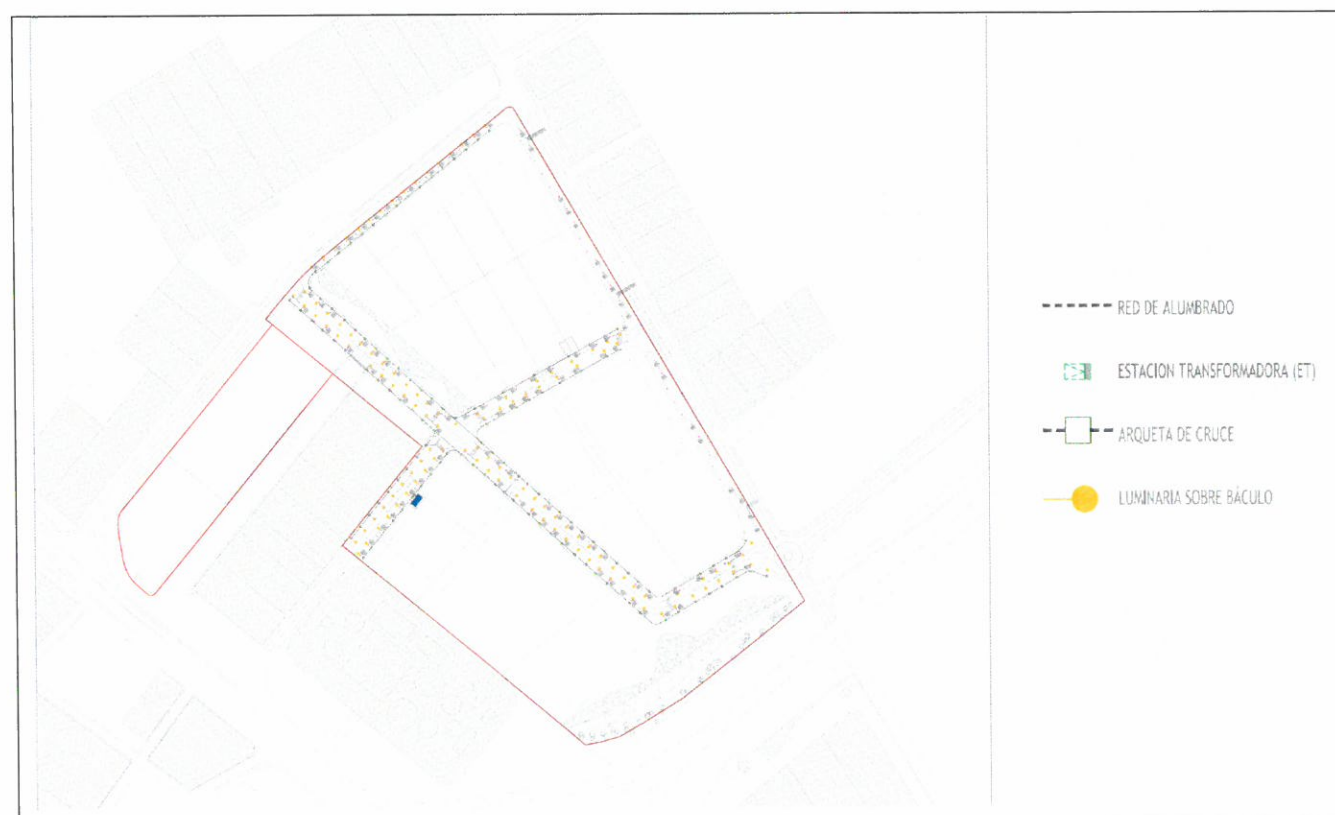 RED DE ALUMBRADO
ESTACION TRANSFORMADORA (ET)
ARQUETA DE CRUCE
LUMINARIA SOBRE BÁCULO